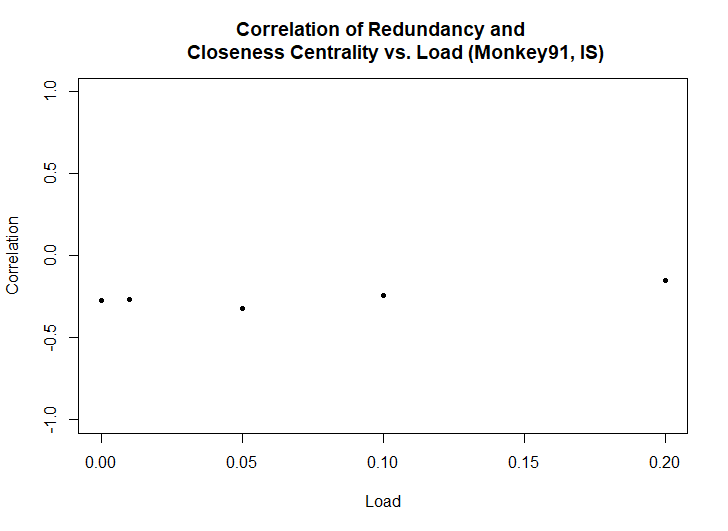 Correlation of Redundancy and
Closeness Centrality vs. Load (Monkey91, IS)
1.0
0.5
0.0
-0.5
-1.0
Correlation
0.00 0.05 0.10 0.15 0.20
Load